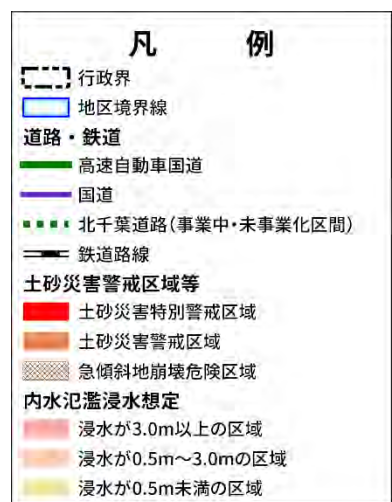 凡 例
行政界
地区境界線
道路・鉄道
高速自動車国道
国道
北千葉道路(事業中・未事業化区間)
鉄道路線
土砂災害警戒区域等
土砂災害特別警戒区域
土砂災害警戒区域
急傾斜地崩壊危険区域
内水氾濫浸水想定
浸水が3.0m以上の区域
浸水が0.5m～3.0mの区域
浸水が0.5m未満の区域